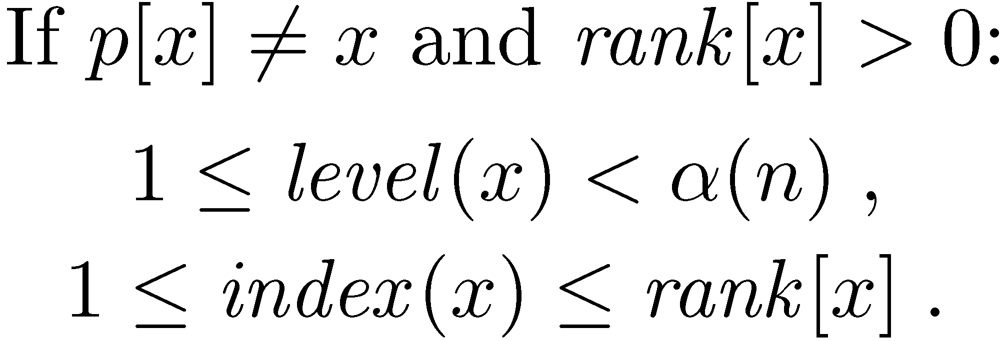 If p[x] ≠ x and rank[x] > 0:
1 ≤ level(x) < α(n) ,
1 ≤ index(x) ≤ rank[x] .